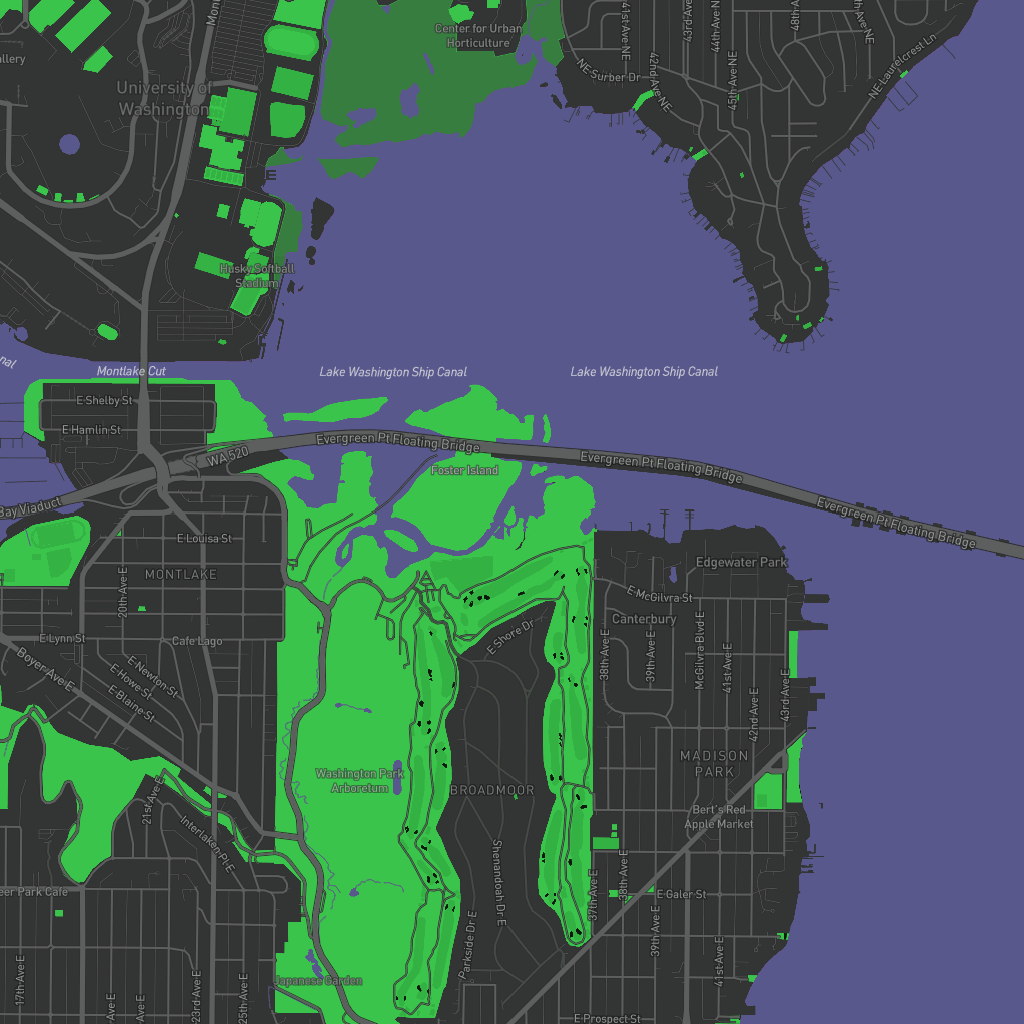 Center for Urban
Horticulture
41st Ave NE
43rd Ave NE
44th Ave NE
48th A
NE Laurelcrest Ln
NE Surber Dr
42nd Ave NE
45th Ave NE
allery
University of
Washington
Husky Softball
Stadium
Montlake Cut
Lake Washington Ship Canal
Lake Washington Ship Canal
E Shelby St
E Hamlin St
WA 520
Evergreen Pt Floating Bridge
Evergreen Pt Floating Bridge
Evergreen Pt Floating Bridge
Foster Island
Bay Viaduct
E Louisa St
MONTLAKE
20th Ave E
E Lynn St
Cafe Lago
Boyer Ave E
E Newton St
E Howe St
E Blaine St
Edgewater Park
E McGilvra St
Canterbury
E Shore Dr
38th Ave E
39th Ave E
McGilvra Blvd E
41st Ave E
42nd Ave E
43rd Ave E
MADISON
PARK
Washington Park
Arboretum
BROADMOOR
Bert's Red
Apple Market
21st Ave E
Interlaken Pl E
Shenandoah Dr E
eer Park Cafe
37th Ave E
38th Ave E
E Galer St
Parkside Dr E
39th Ave E
41st Ave E
Japanese Garden
17th Ave E
Ave E
Ave E
23rd Ave E
25th Ave E
E Prospect St